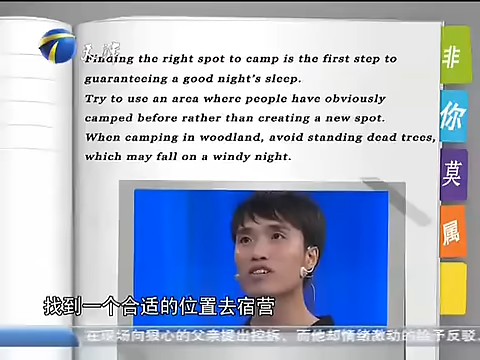 天津
Finding the right spot to camp is the first step to
guaranteeing a good night's sleep.
Try to use an area where people have obviously
camped before rather than creating a new spot.
When camping in woodland, avoid standing dead trees,
which may fall on a windy night.
非
你
莫
属
找到一个合适的位置去宿营
在现场向狠心的父亲提出控诉。而他却情绪激动的给予反驳